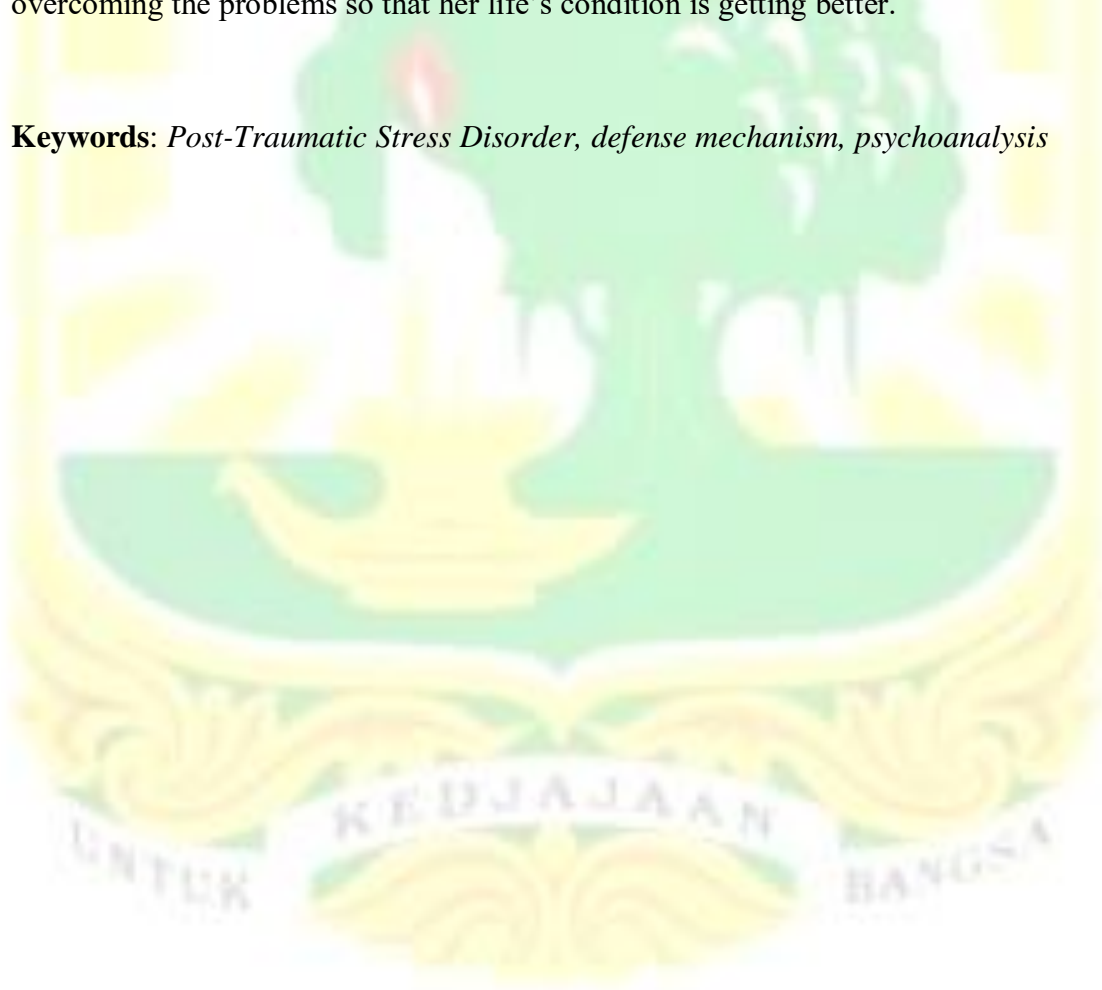 overcoming the problems so that her life's condition is getting better.
Keywords: Post-Traumatic Stress Disorder, defense mechanism, psychoanalysis
UNTUK KEDJAJAAN BANGSA